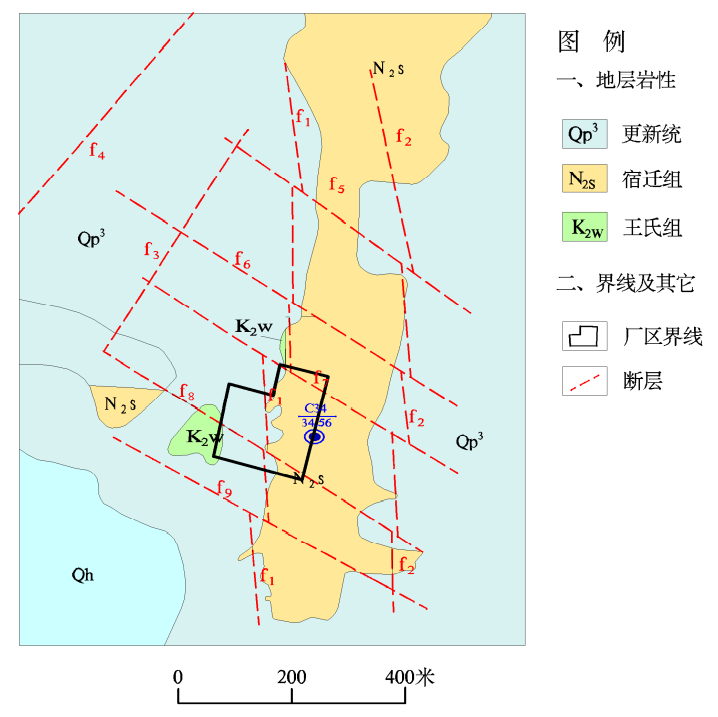 N₂s
f₁
f₂
f₄
f₅
Qp³
f₃
f₆
K₂w
f₈
f₁
C34
34.56
N₂s
K₂w
f₂
Qp³
N₂s
f₉
Qh
f₁
f₂
0 200 400米
图 例
一、地层岩性
Qp³ 更新统
N₂s 宿迁组
K₂w 王氏组
二、界线及其它
厂区界线
断层